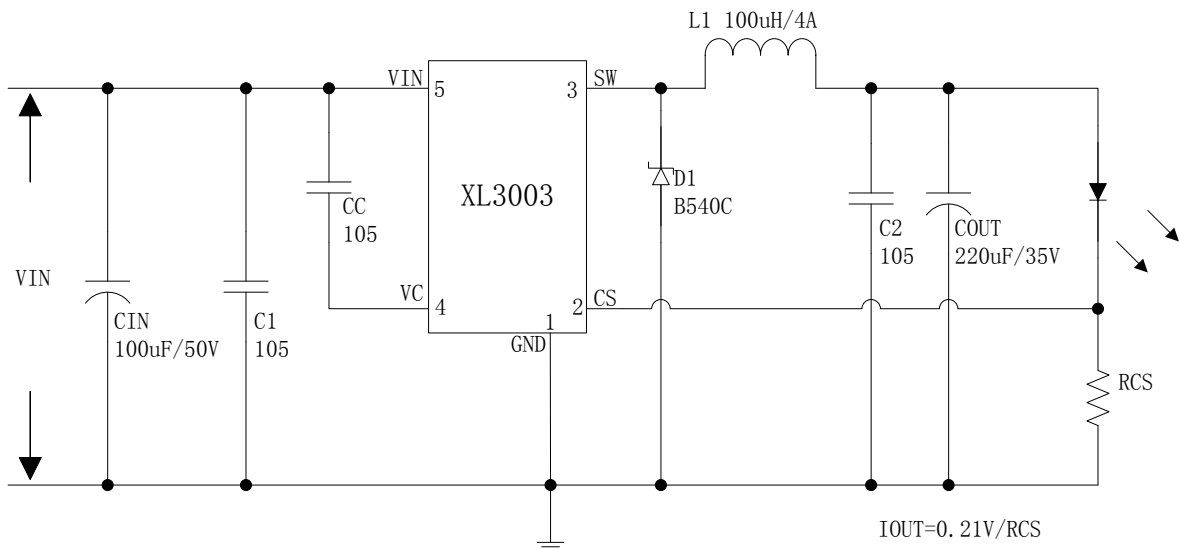 L1 100uH/4A
VIN
5
3
SW
XL3003
CC
105
D1
B540C
C2
105
COUT
220uF/35V
VIN
VC
4
2
CS
1
GND
CIN
100uF/50V
C1
105
RCS
IOUT=0.21V/RCS